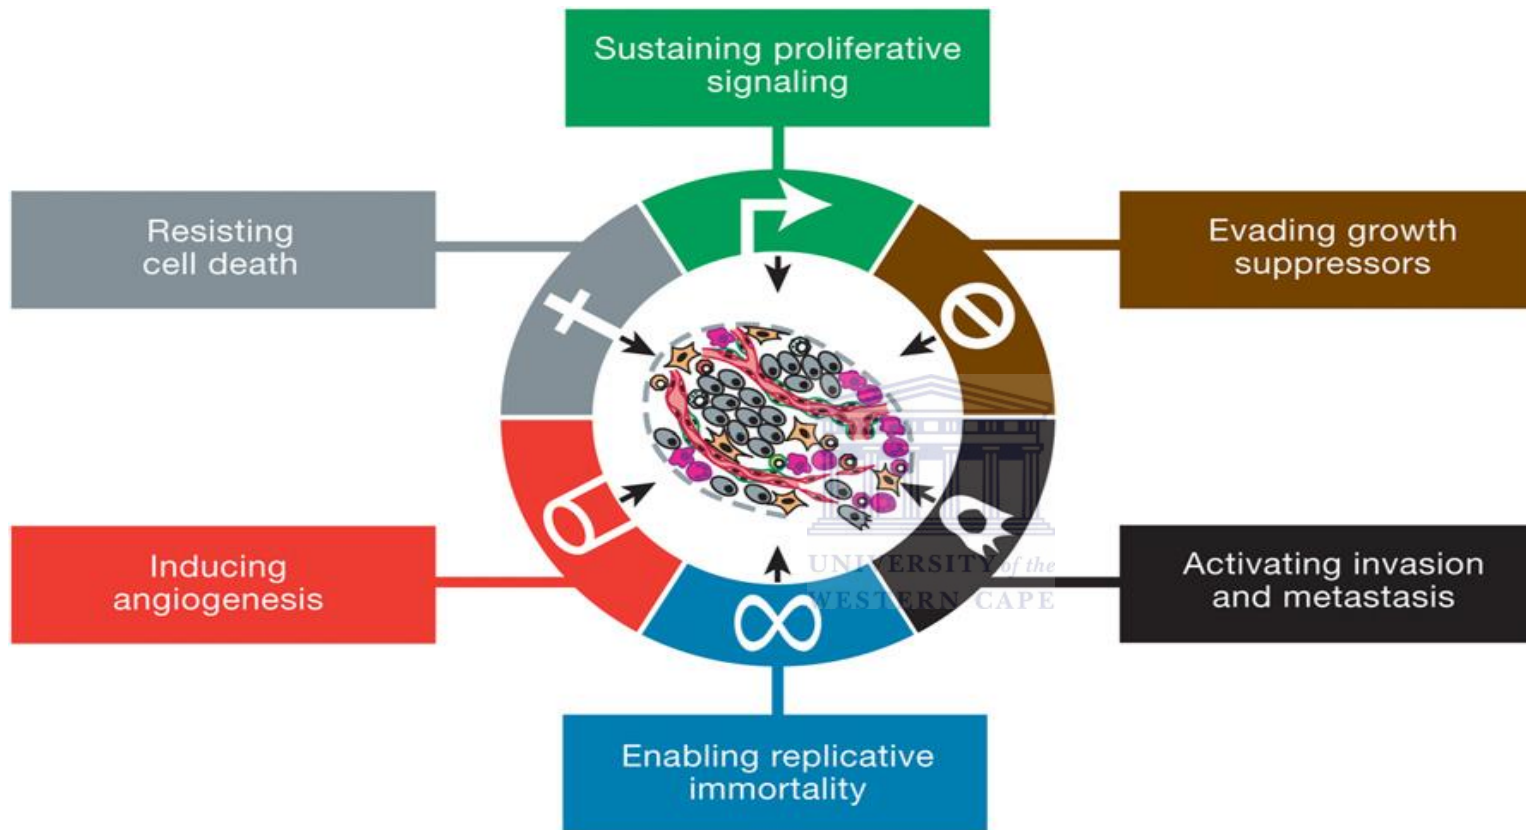 Sustaining proliferative
signaling
Resisting
cell death
Evading growth
suppressors
Inducing
angiogenesis
Activating invasion
and metastasis
UNIVERSITY of the
WESTERN CAPE
Enabling replicative
immortality